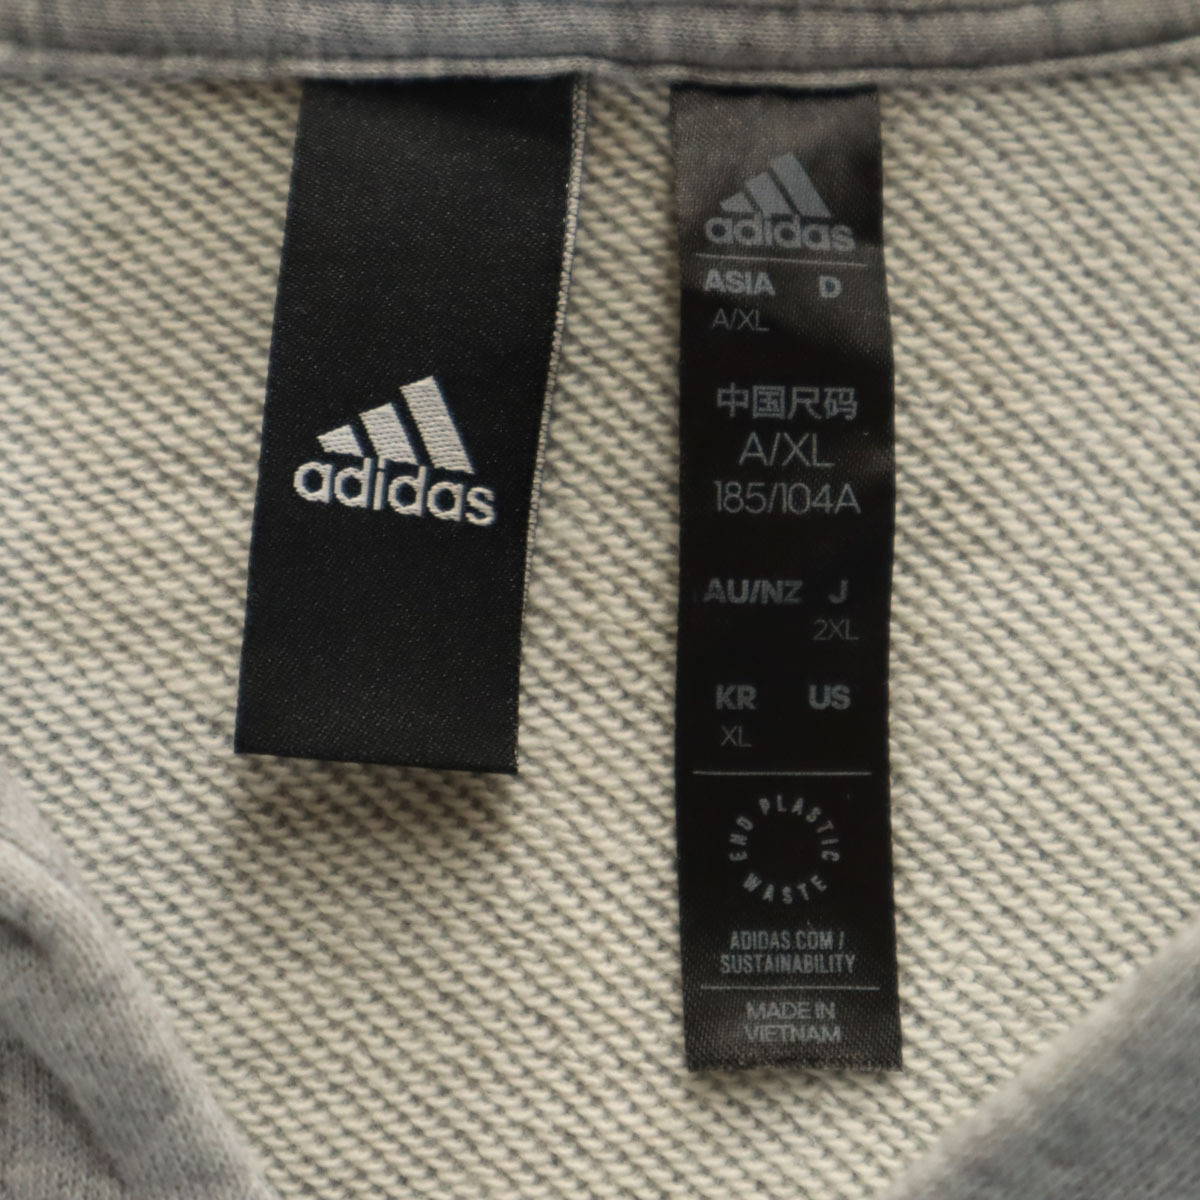 adidas
adidas
ASIA D
A/XL
中国尺码
A/XL
185/104A
AU/NZ J
2XL
KR US
XL
END PLASTIC WASTE
ADIDAS.COM/
SUSTAINABILITY
MADE IN
VIETNAM